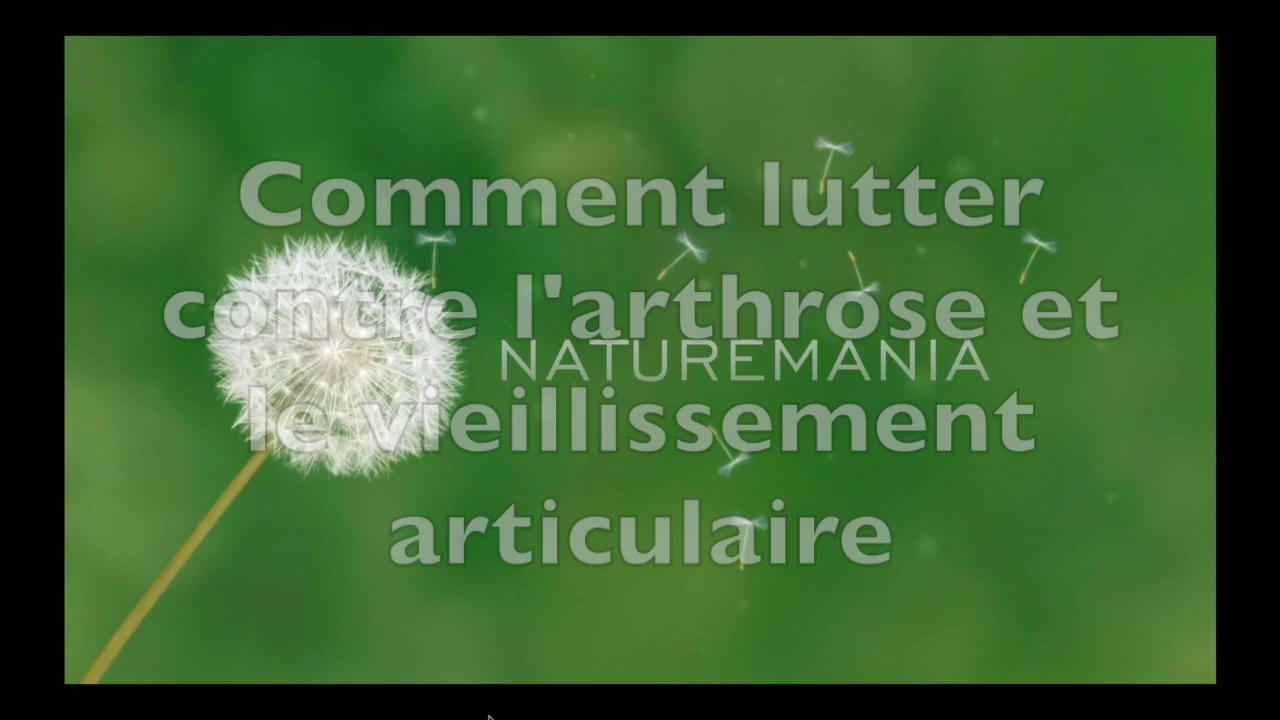 Comment lutter
contre l'arthrose et
NATUREMANIA
le vieillissement
articulaire